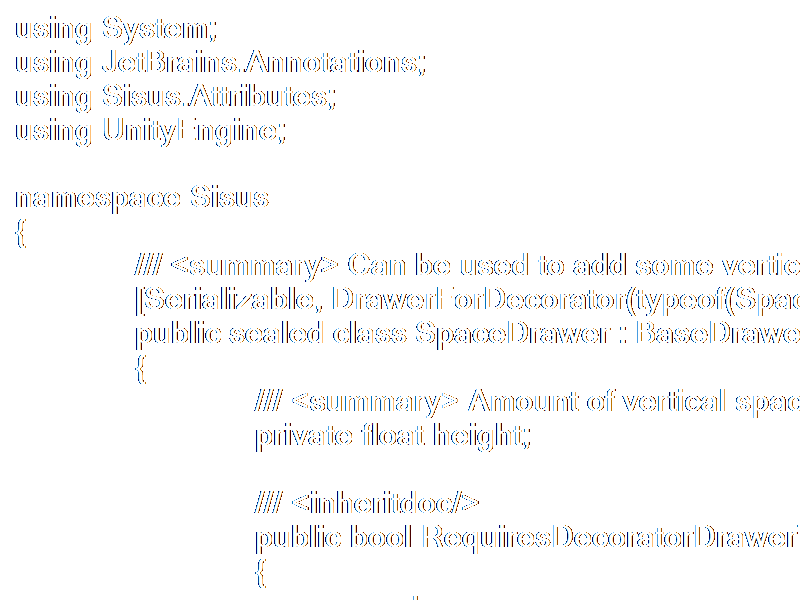 using System;
using JetBrains.Annotations;
using Sisus.Attributes;
using UnityEngine;
namespace Sisus
{
/// <summary> Can be used to add some vertic
[Serializable, DrawerForDecorator(typeof(Spac
public sealed class SpaceDrawer : BaseDrawe
{
/// <summary> Amount of vertical spac
private float height;
/// <inheritdoc/>
public bool RequiresDecoratorDrawer
{